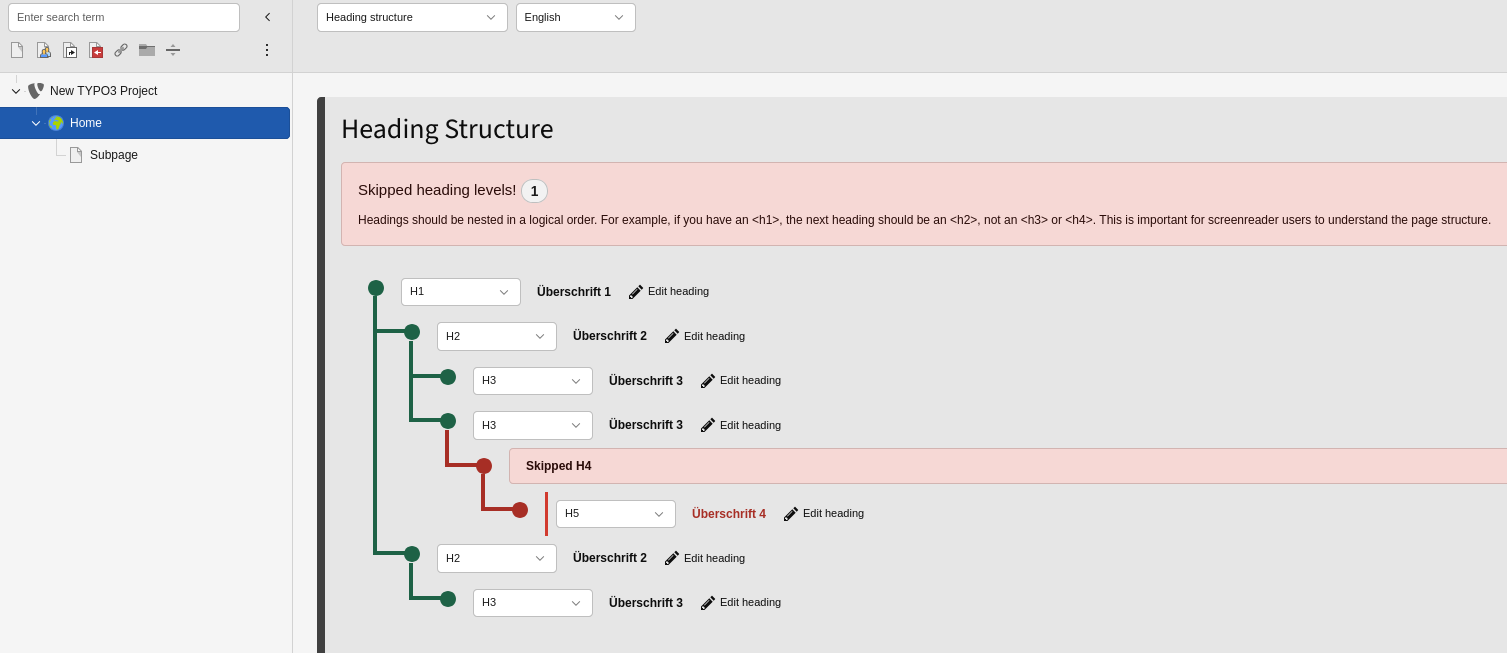 Enter search term
Heading structure
English
New TYPO3 Project
Home
Subpage
Heading Structure
Skipped heading levels! 1
Headings should be nested in a logical order. For example, if you have an <h1>, the next heading should be an <h2>, not an <h3> or <h4>. This is important for screenreader users to understand the page structure.
H1 Überschrift 1 Edit heading
H2 Überschrift 2 Edit heading
H3 Überschrift 3 Edit heading
H3 Überschrift 3 Edit heading
Skipped H4
H5 Überschrift 4 Edit heading
H2 Überschrift 2 Edit heading
H3 Überschrift 3 Edit heading